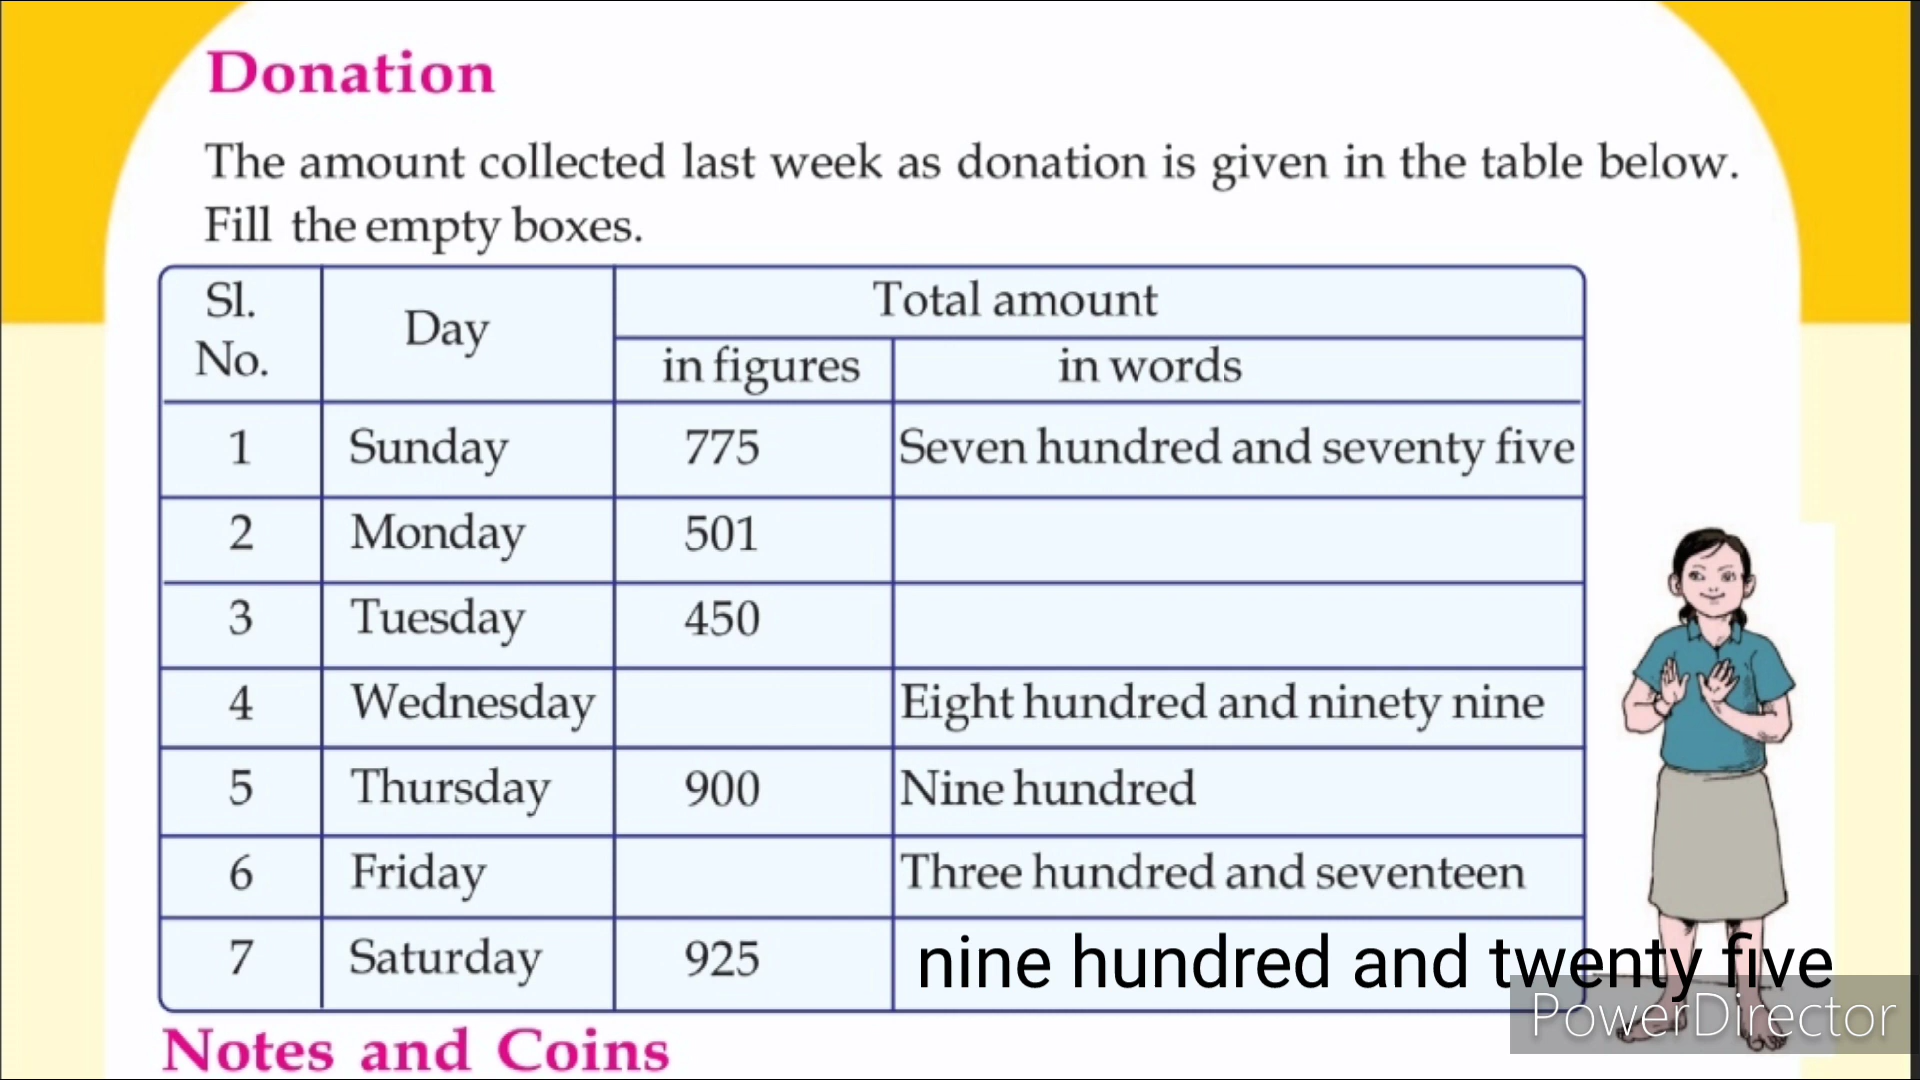 Donation
The amount collected last week as donation is given in the table below.
Fill the empty boxes.
Sl. No. Day Total amount
in figures in words
1 Sunday 775 Seven hundred and seventy five
2 Monday 501
3 Tuesday 450
4 Wednesday Eight hundred and ninety nine
5 Thursday 900 Nine hundred
6 Friday Three hundred and seventeen
7 Saturday 925 nine hundred and twenty five
PowerDirector
Notes and Coins